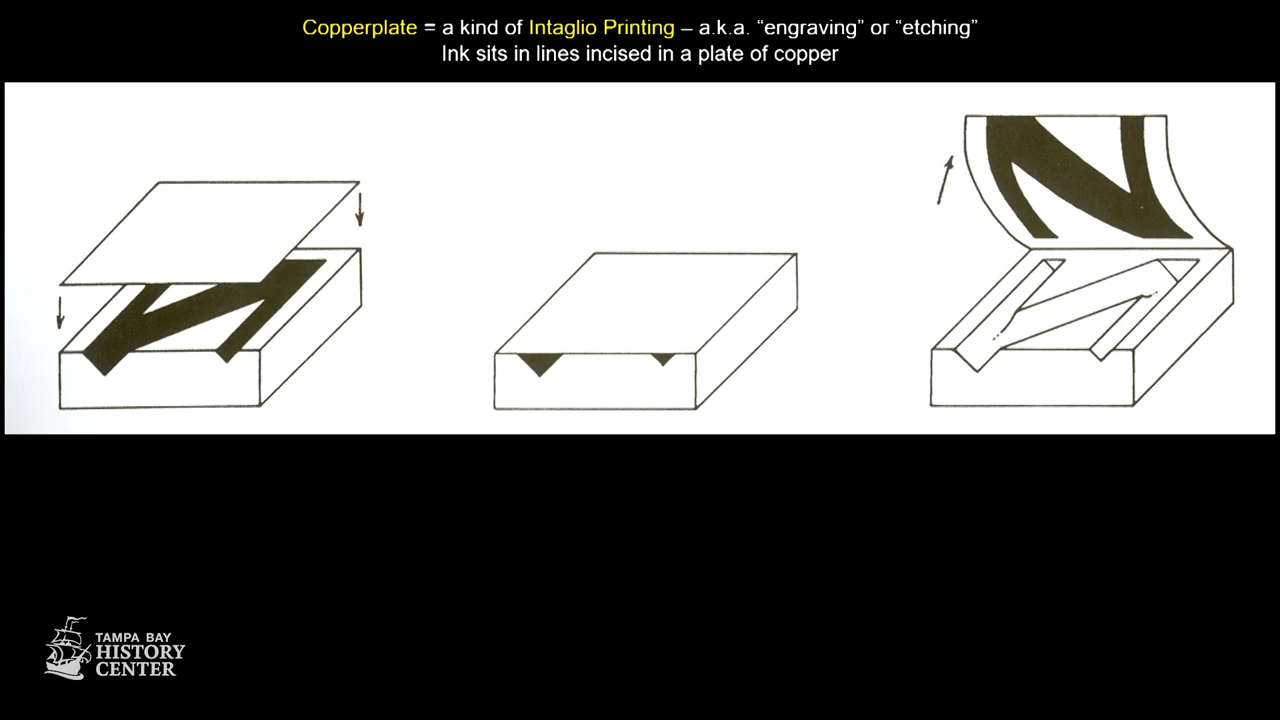 Copperplate = a kind of Intaglio Printing – a.k.a. “engraving” or “etching”
Ink sits in lines incised in a plate of copper
TAMPA BAY
HISTORY
CENTER